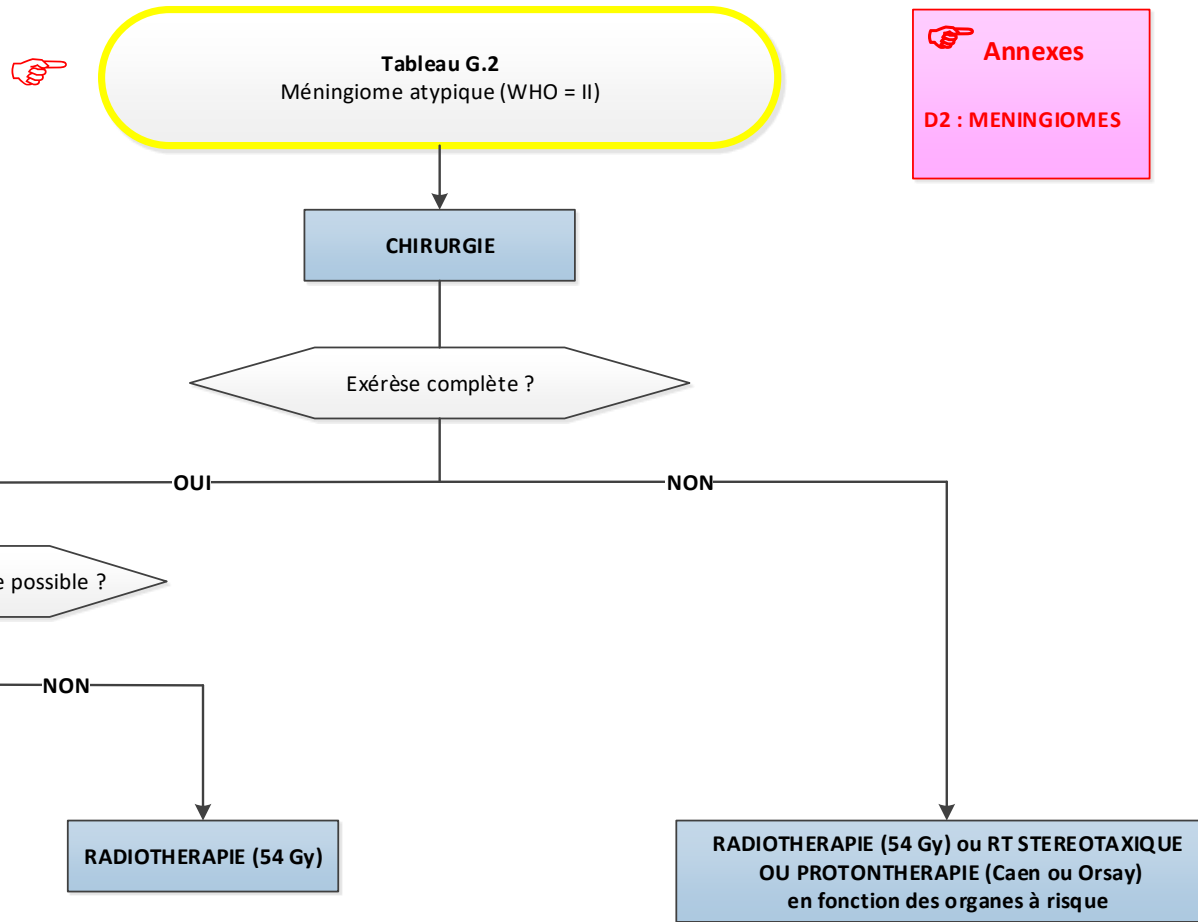 Tableau G.2
Méningiome atypique (WHO = II)
Annexes
D2 : MENINGIOMES
CHIRURGIE
Exérèse complète ?
OUI
NON
possible ?
NON
RADIOTHERAPIE (54 Gy)
RADIOTHERAPIE (54 Gy) ou RT STEREOTAXIQUE
OU PROTONTHERAPIE (Caen ou Orsay)
en fonction des organes à risque